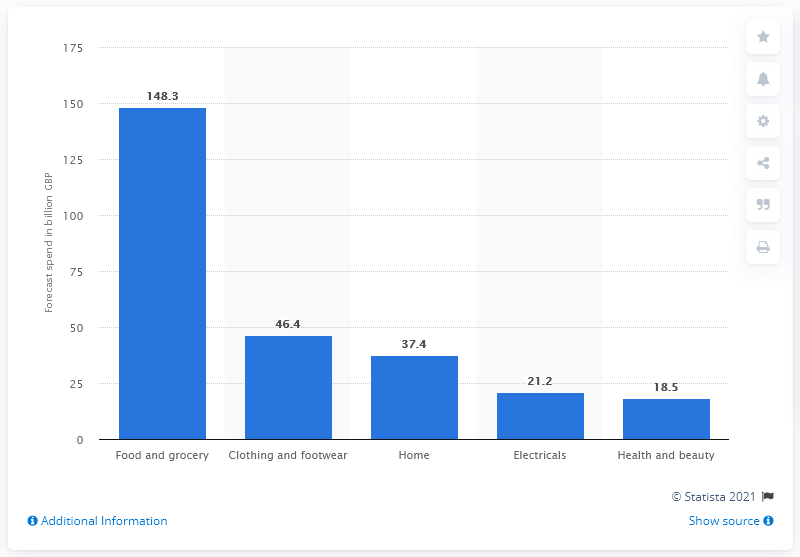 175
150
125
100
75
50
25
0
Forecast spend in billion GBP
148.3
46.4
37.4
21.2
18.5
Food and grocery
Clothing and footwear
Home
Electricals
Health and beauty
© Statista 2021
Additional Information
Show source